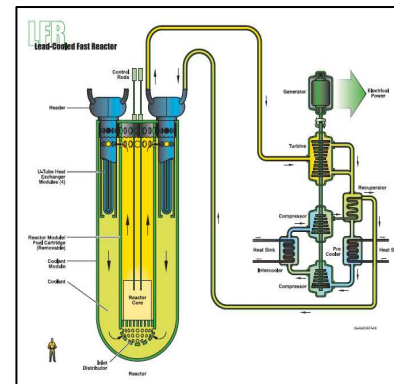 LFR
Lead-Cooled Fast Reactor
Control
Rods
Header
U-Tube Heat
Exchanger
Modules (4)
Reactor Module/
Fuel Cartridge
(Removable)
Coolant
Module
Coolant
Reactor
Core
Inlet
Distributor
Reactor
Generator
Electrical
Power
Turbine
Recuperator
Compressor
Heat Sink
Pre
Cooler
Heat S
Intercooler
Compressor